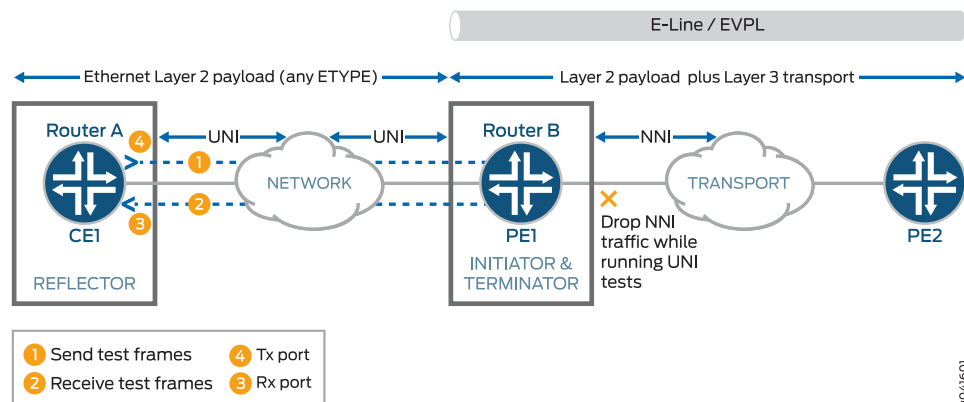 E-Line / EVPL
Ethernet Layer 2 payload (any ETYPE)
Layer 2 payload plus Layer 3 transport
Router A
4
UNI
UNI
Router B
NNI
1
NETWORK
TRANSPORT
2
3
CE1
PE1
PE2
Drop NNI
traffic while
running UNI
tests
REFLECTOR
INITIATOR &
TERMINATOR
1 Send test frames
4 Tx port
2 Receive test frames
3 Rx port